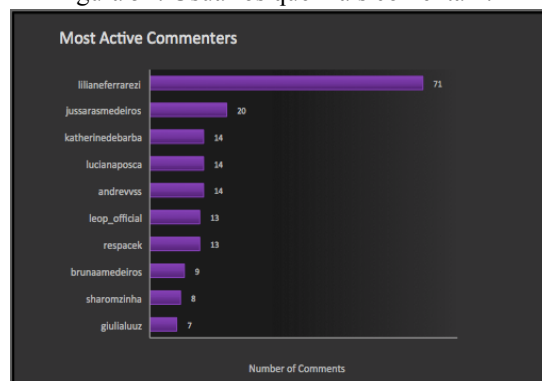 Most Active Commenters
lilianeferrarezi 71
jussarasmedeiros 20
katherinedebarba 14
lucianaposca 14
andrevvss 14
leop_official 13
respacek 13
brunaamedeiros 9
sharomzinha 8
giulialuuz 7
Number of Comments